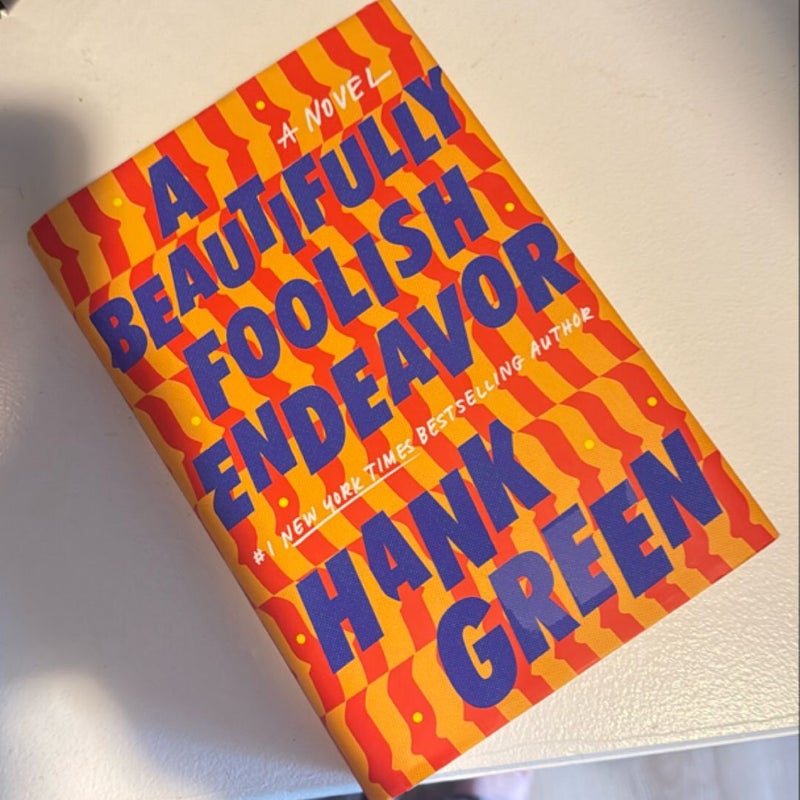 A NOVEL
A
BEAUTIFULLY
FOOLISH
ENDEAVOR
#1 NEW YORK TIMES BESTSELLING AUTHOR
HANK
GREEN